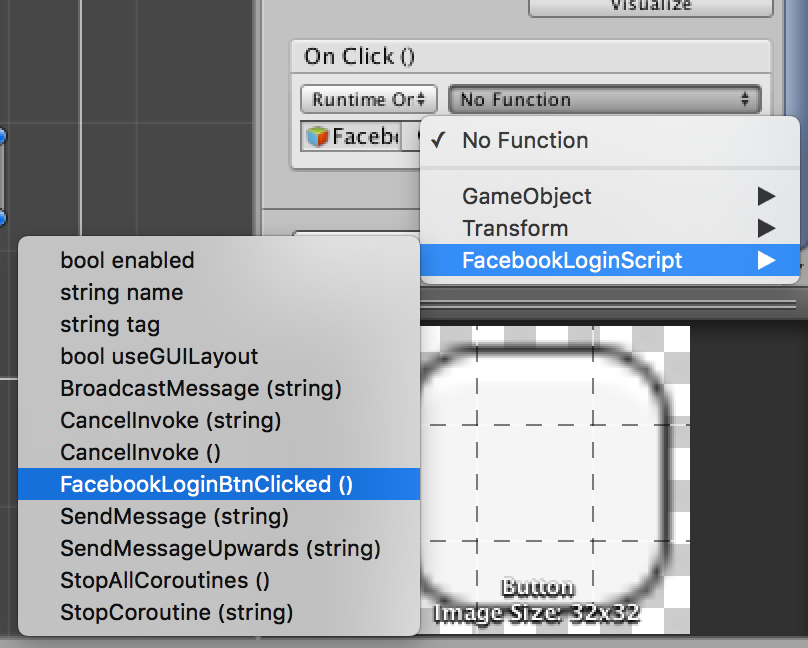 Visualize
On Click ()
Runtime Or
No Function
Faceb
No Function
GameObject
Transform
FacebookLoginScript
bool enabled
string name
string tag
bool useGUILayout
BroadcastMessage (string)
CancelInvoke (string)
CancelInvoke ()
FacebookLoginBtnClicked ()
SendMessage (string)
SendMessageUpwards (string)
StopAllCoroutines ()
StopCoroutine (string)
Button
Image Size: 32x32